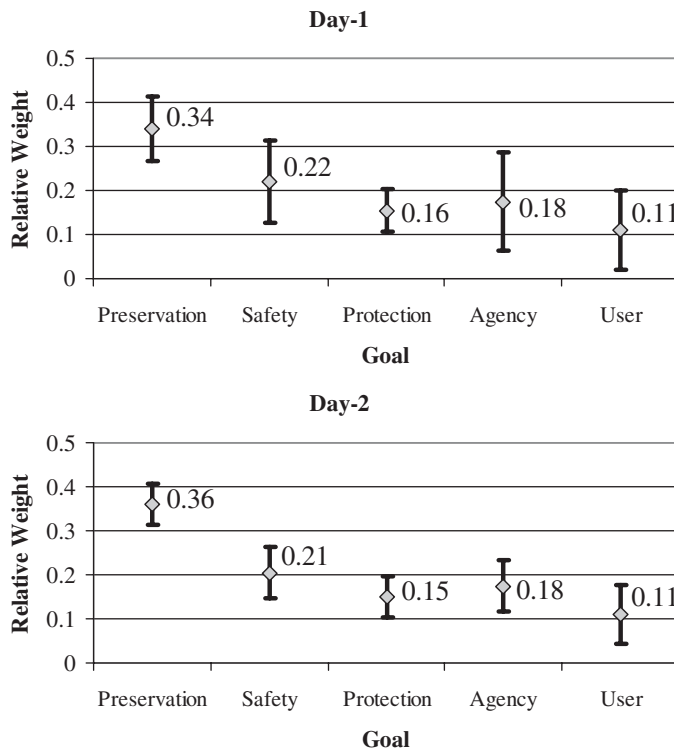 Day-1
Relative Weight
0.5
0.4
0.3
0.2
0.1
0
0.34
0.22
0.16
0.18
0.11
Preservation Safety Protection Agency User
Goal
Day-2
Relative Weight
0.5
0.4
0.3
0.2
0.1
0
0.36
0.21
0.15
0.18
0.11
Preservation Safety Protection Agency User
Goal